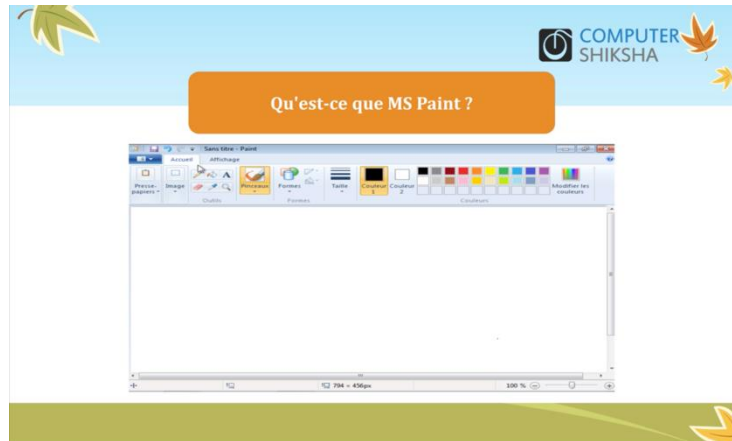 COMPUTER
SHIKSHA
Qu'est-ce que MS Paint ?
Sans titre - Paint
Accueil Affichage
Presse-
papiers
Image
Pinceaux
Formes
Taille
Couleur
1
Couleur
2
Modifier les
couleurs
Outils Formes Couleurs
794 × 456px 100 %